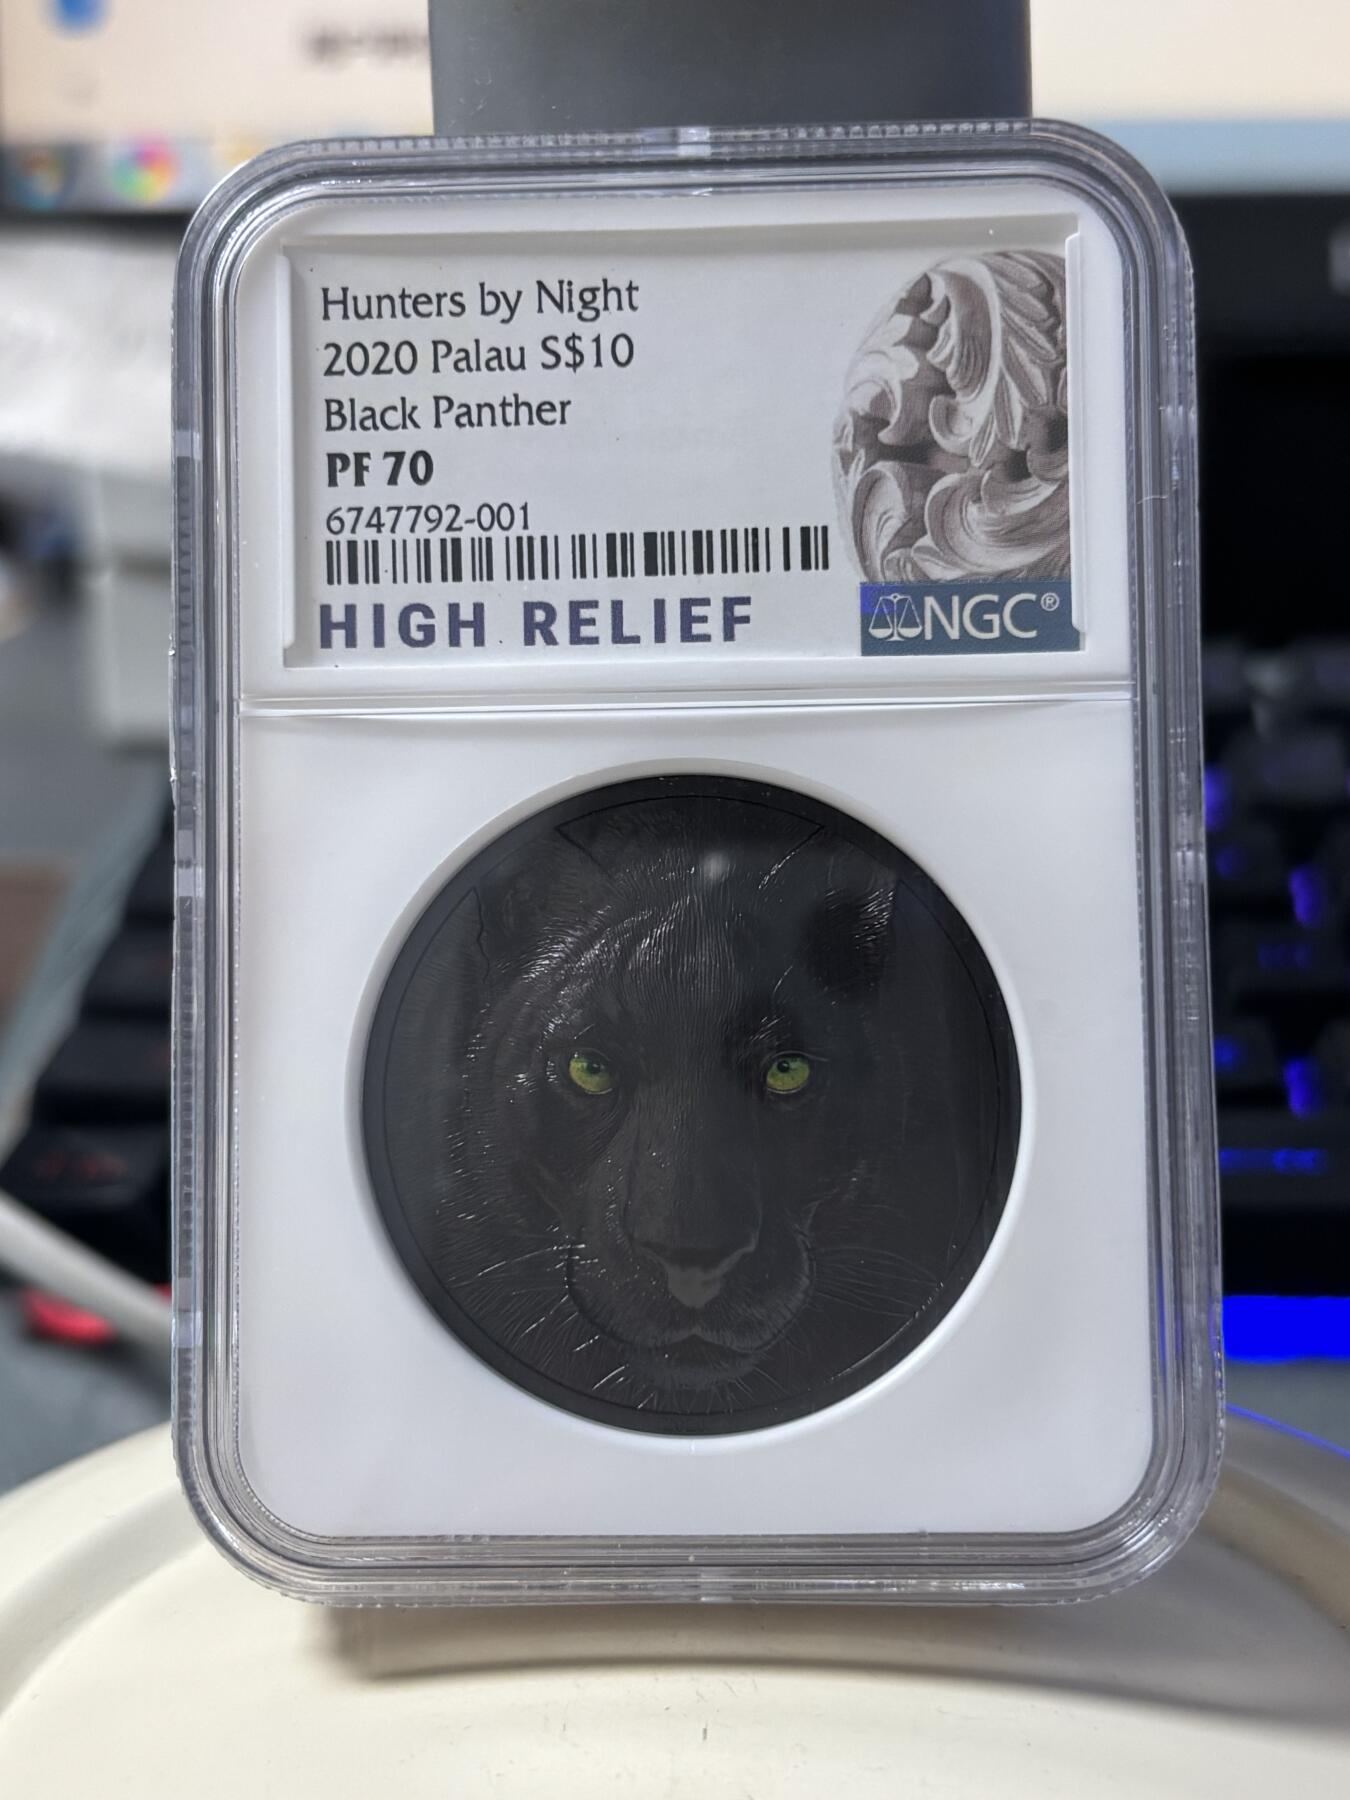 Hunters by Night
2020 Palau S$10
Black Panther
PF 70
6747792-001
HIGH RELIEF
NGC®